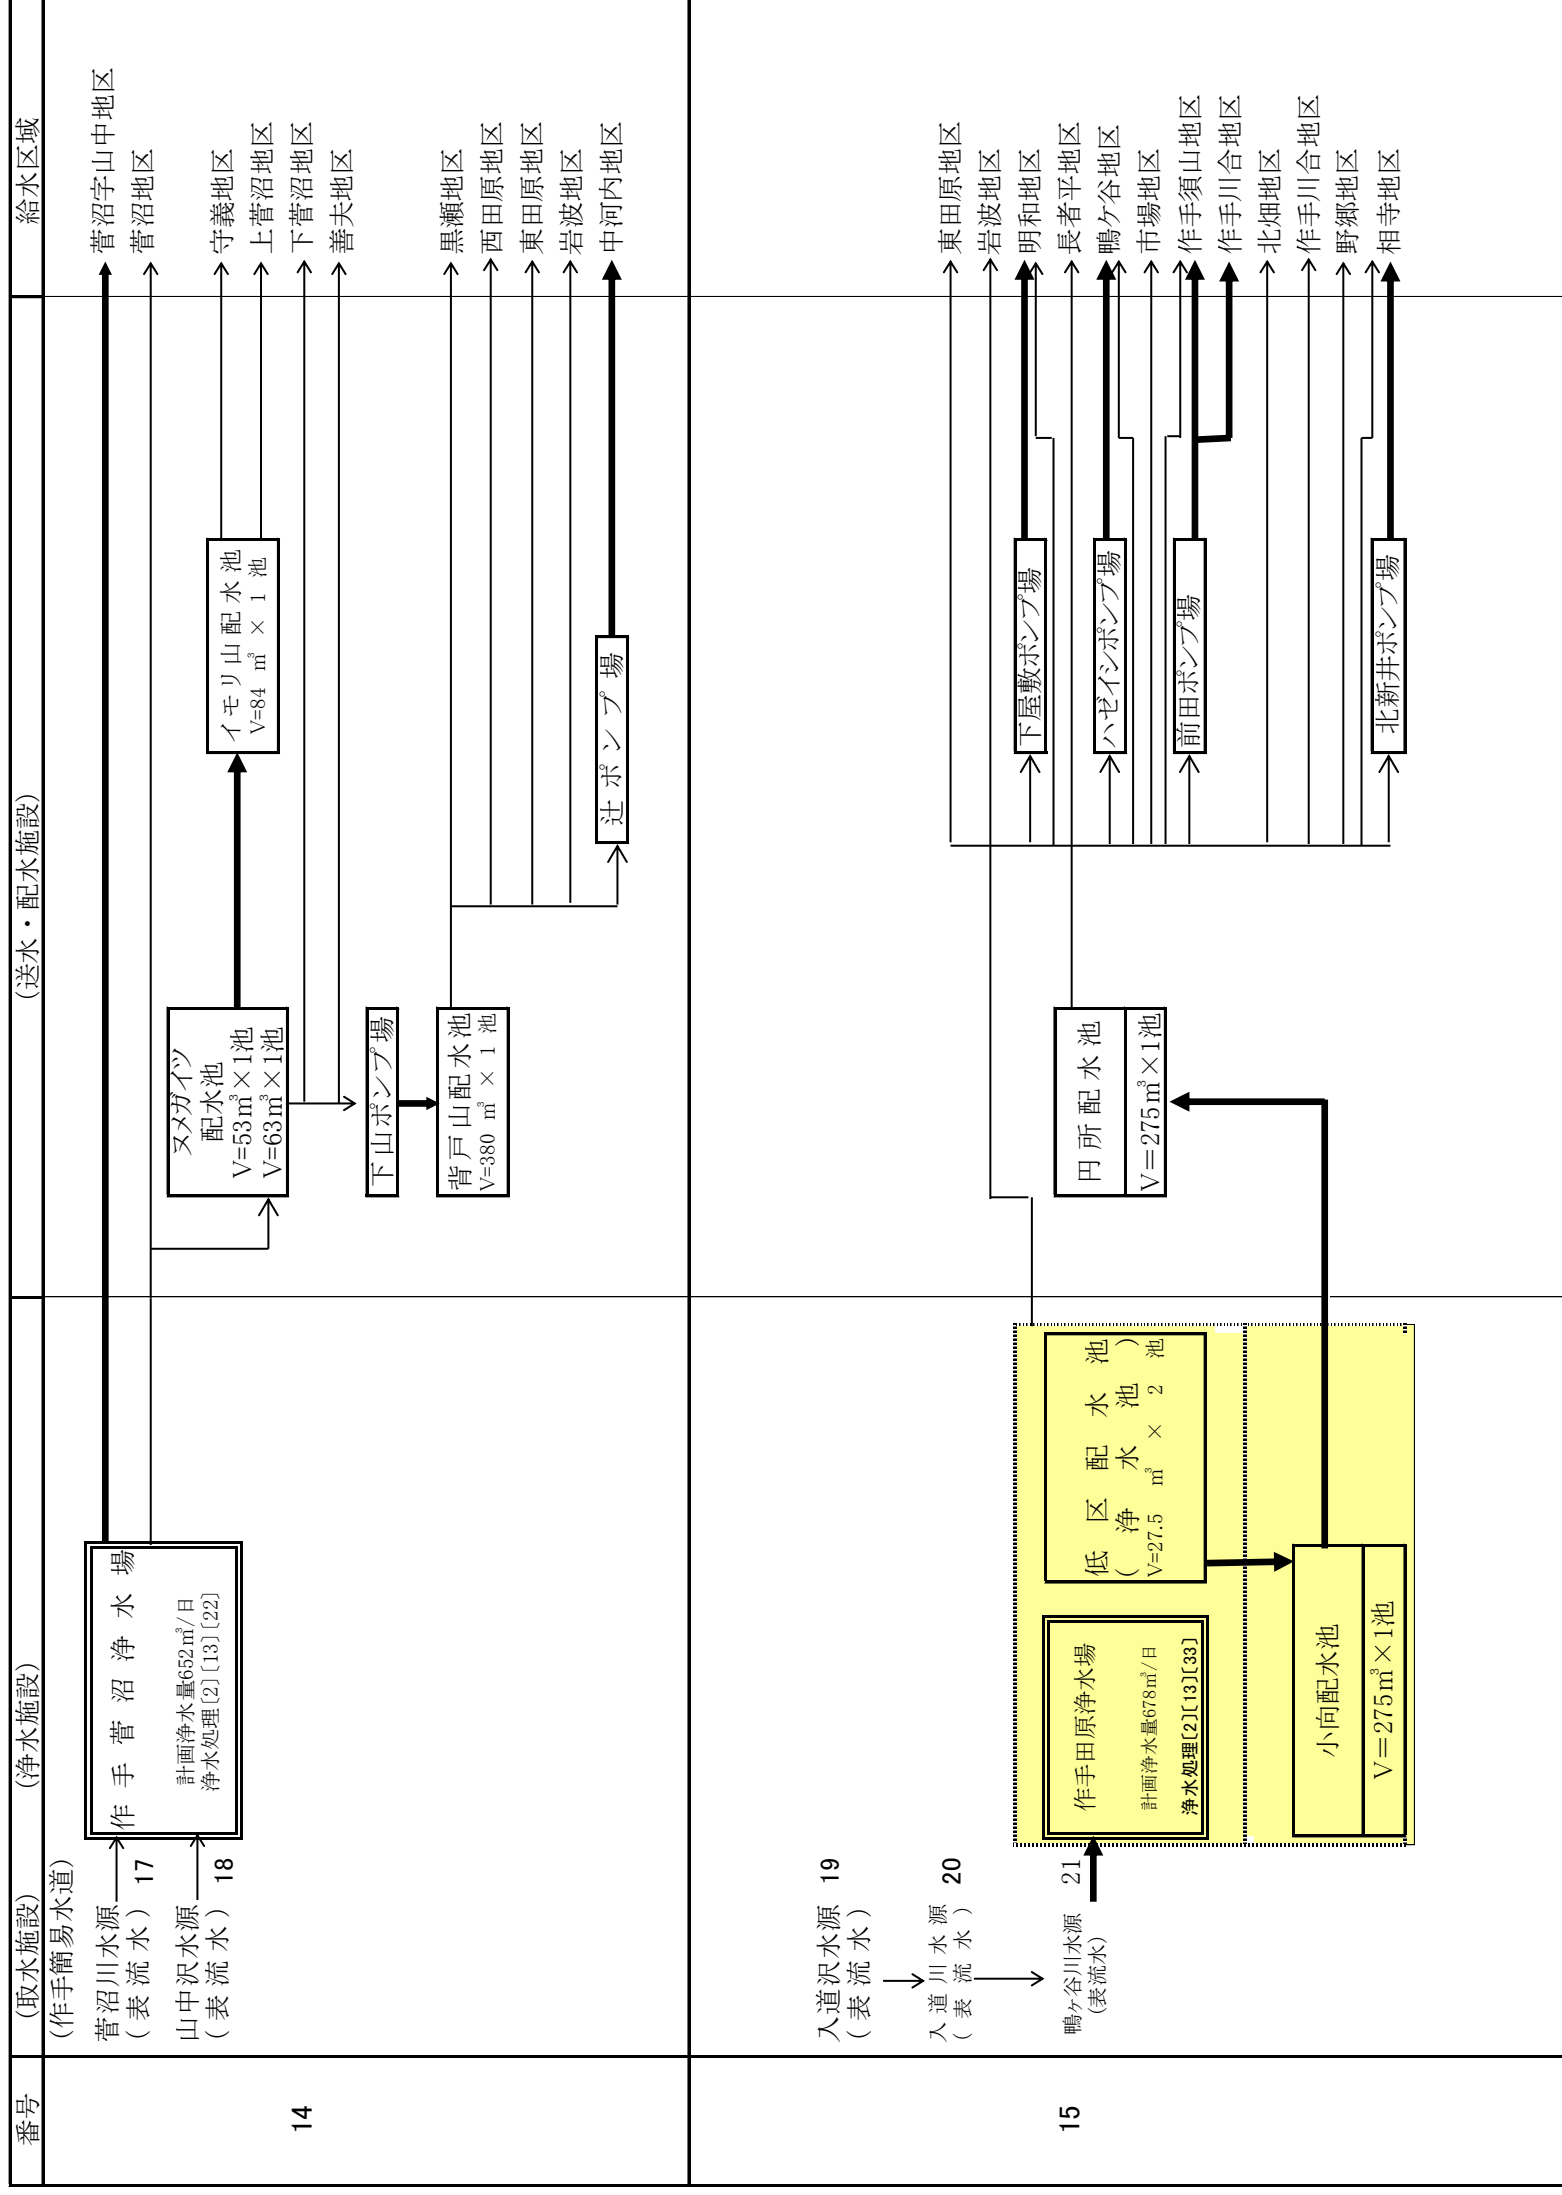 番号
(取水施設)
(浄水施設)
(送水・配水施設)
給水区域
14
(作手簡易水道)
菅沼川水源
(表流水)
17
山中沢水源
(表流水)
18
作手菅沼浄水場
計画浄水量652㎥/日
浄水処理[2][13][22]
ヌメガイツ
配水池
V=53㎥×1池
V=63㎥×1池
イモリ山配水池
V=84 ㎥ × 1 池
下山ポンプ場
背戸山配水池
V=380 ㎥ × 1 池
辻ポンプ場
菅沼字山中地区
菅沼地区
守義地区
上菅沼地区
下菅沼地区
善夫地区
黒瀬地区
西田原地区
東田原地区
岩波地区
中河内地区
15
入道沢水源
(表流水)
19
入道川水源
(表流水)
20
鴨ヶ谷川水源
(表流水)
21
作手田原浄水場
計画浄水量678㎥/日
浄水処理[2][13][33]
低区配水池
(浄水池)
V=27.5 ㎥ × 2 池
小向配水池
V＝275㎥×1池
円所配水池
V＝275㎥×1池
下屋敷ポンプ場
ハゼイシポンプ場
前田ポンプ場
北新井ポンプ場
東田原地区
岩波地区
明和地区
長者平地区
鴨ケ谷地区
市場地区
作手須山地区
作手川合地区
北畑地区
作手川合地区
野郷地区
相寺地区